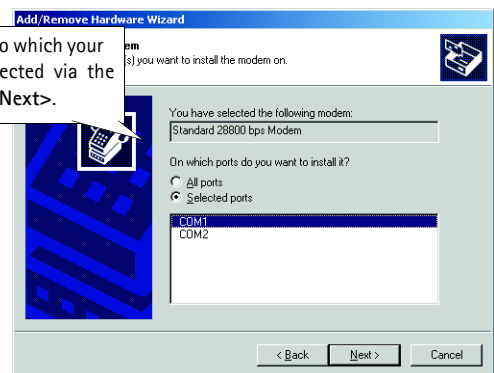 Add/Remove Hardware Wizard
o which your
ected via the
Next>.
em
(s) you want to install the modem on.
You have selected the following modem:
Standard 28800 bps Modem
On which ports do you want to install it?
All ports
Selected ports
COM1
COM2
< Back
Next >
Cancel